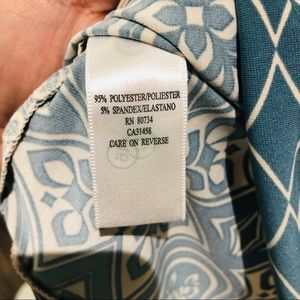 95% POLYESTER/POLIESTER
5% SPANDEX/ELASTANO
RN 80734
CA31458
CARE ON REVERSE